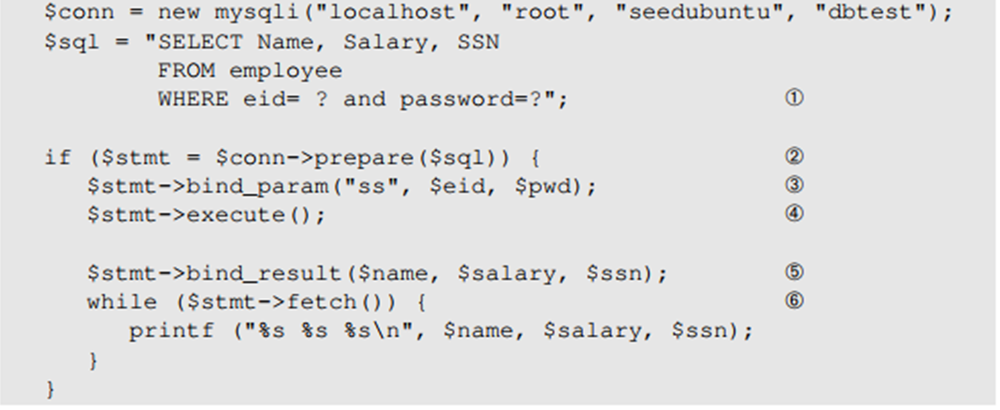 $conn = new mysqli("localhost", "root", "seedubuntu", "dbtest");
$sql = "SELECT Name, Salary, SSN
        FROM employee
        WHERE eid= ? and password=?";                ①
if ($stmt = $conn->prepare($sql)) {                  ②
   $stmt->bind_param("ss", $eid, $pwd);              ③
   $stmt->execute();                                 ④
   $stmt->bind_result($name, $salary, $ssn);         ⑤
   while ($stmt->fetch()) {                          ⑥
      printf ("%s %s %s\n", $name, $salary, $ssn);
   }
}